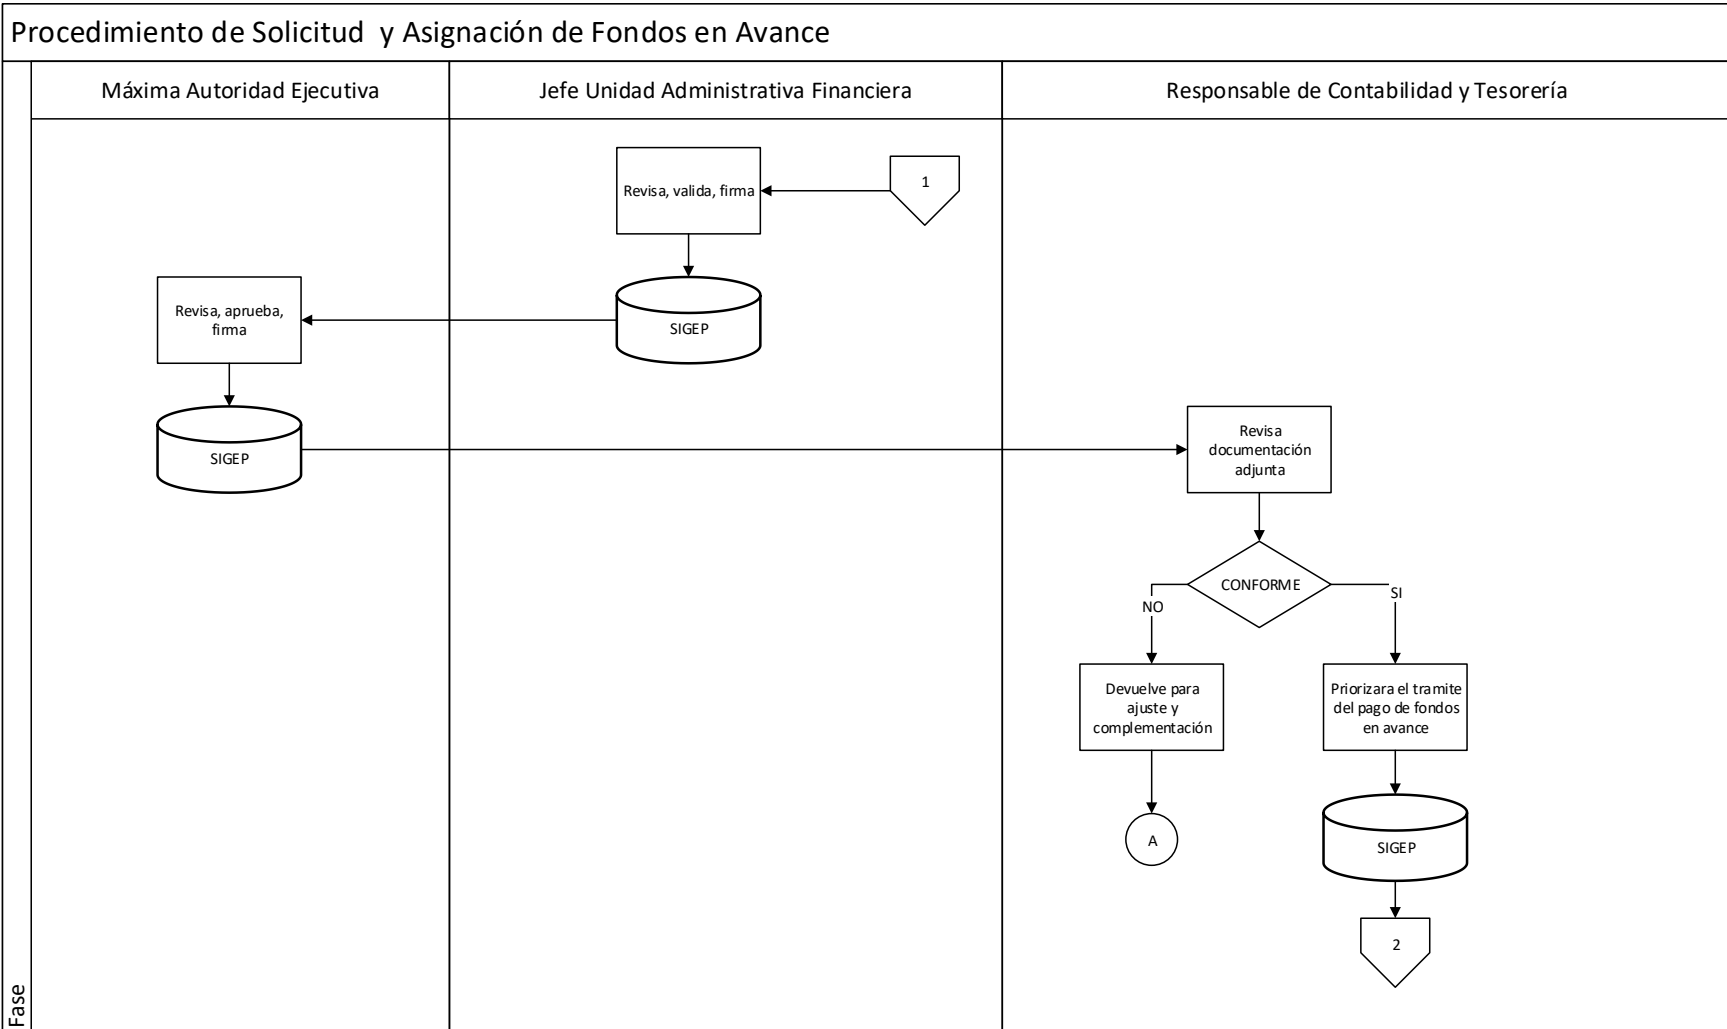 Procedimiento de Solicitud y Asignación de Fondos en Avance
Máxima Autoridad Ejecutiva
Jefe Unidad Administrativa Financiera
Responsable de Contabilidad y Tesorería
1
Revisa, valida, firma
SIGEP
Revisa, aprueba,
firma
SIGEP
Revisa
documentación
adjunta
CONFORME
NO
SI
Devuelve para
ajuste y
complementación
Priorizara el tramite
del pago de fondos
en avance
A
SIGEP
2
Fase